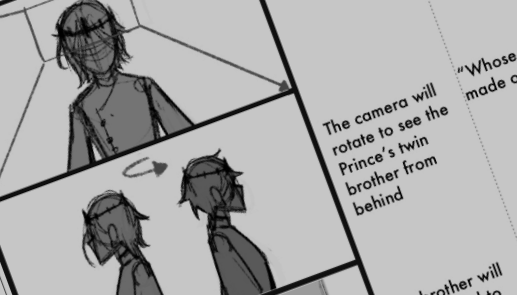 The camera will
rotate to see the
Prince's twin
brother from
behind
"Whose
made
brother will